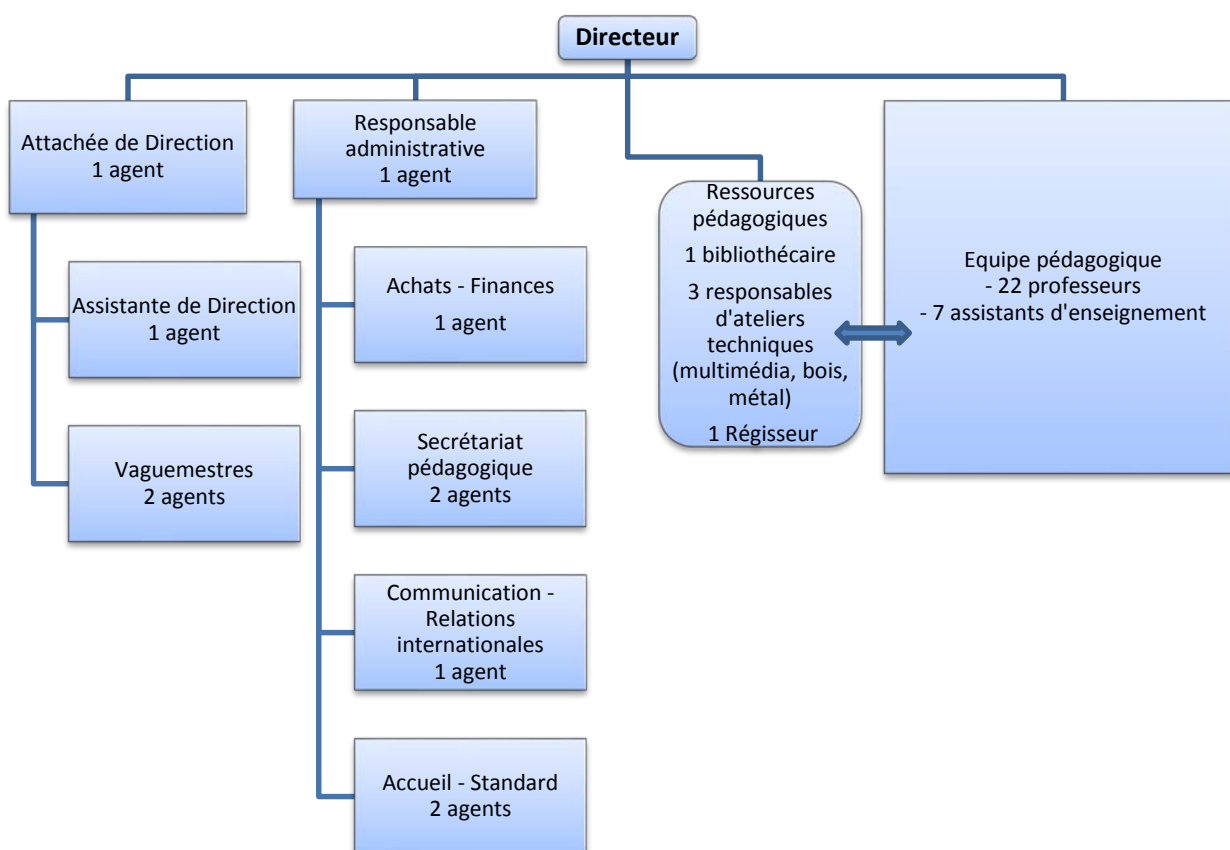 Directeur
Attachée de Direction
1 agent
Assistante de Direction
1 agent
Vaguemestres
2 agents
Responsable
administrative
1 agent
Achats - Finances
1 agent
Secrétariat
pédagogique
2 agents
Communication -
Relations
internationales
1 agent
Accueil - Standard
2 agents
Ressources
pédagogiques
1 bibliothécaire
3 responsables
d'ateliers
techniques
(multimédia, bois,
métal)
1 Régisseur
Equipe pédagogique
- 22 professeurs
- 7 assistants d'enseignement